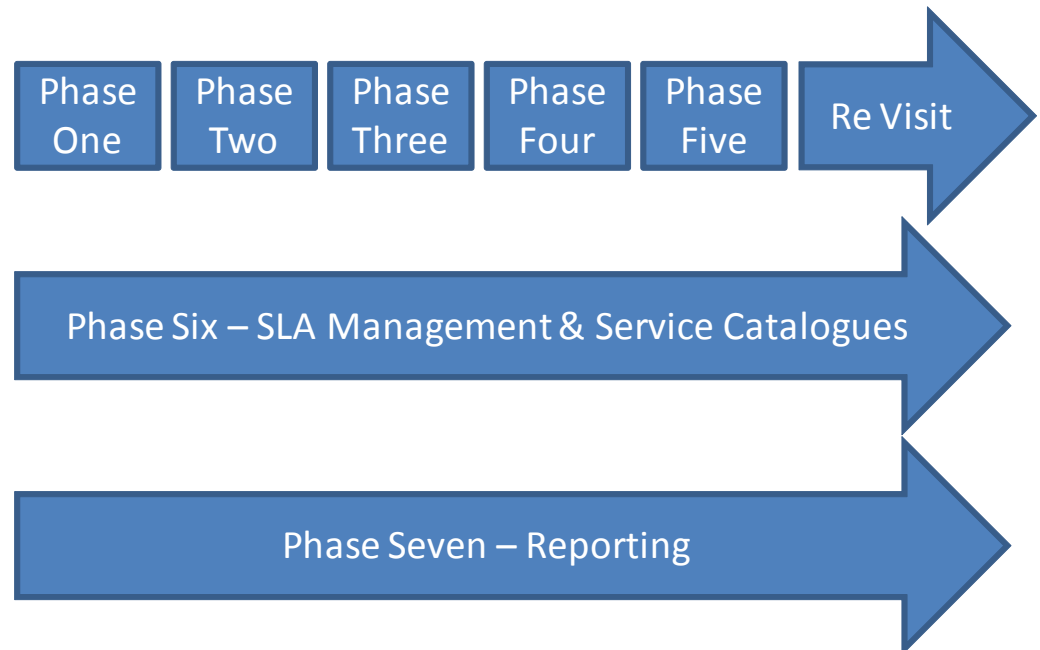 Phase
One
Phase
Two
Phase
Three
Phase
Four
Phase
Five
Re Visit
Phase Six – SLA Management & Service Catalogues
Phase Seven – Reporting